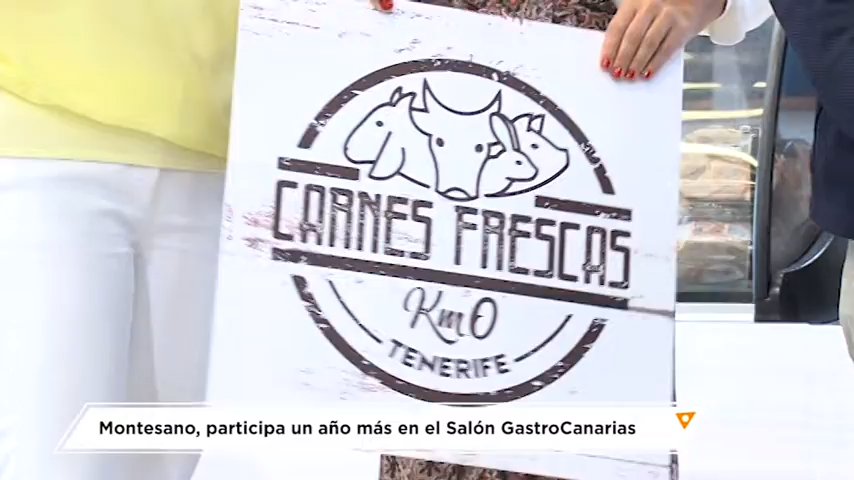 CARNES FRESCAS
Km0
TENERIFE
Montesano, participa un año más en el Salón GastroCanarias